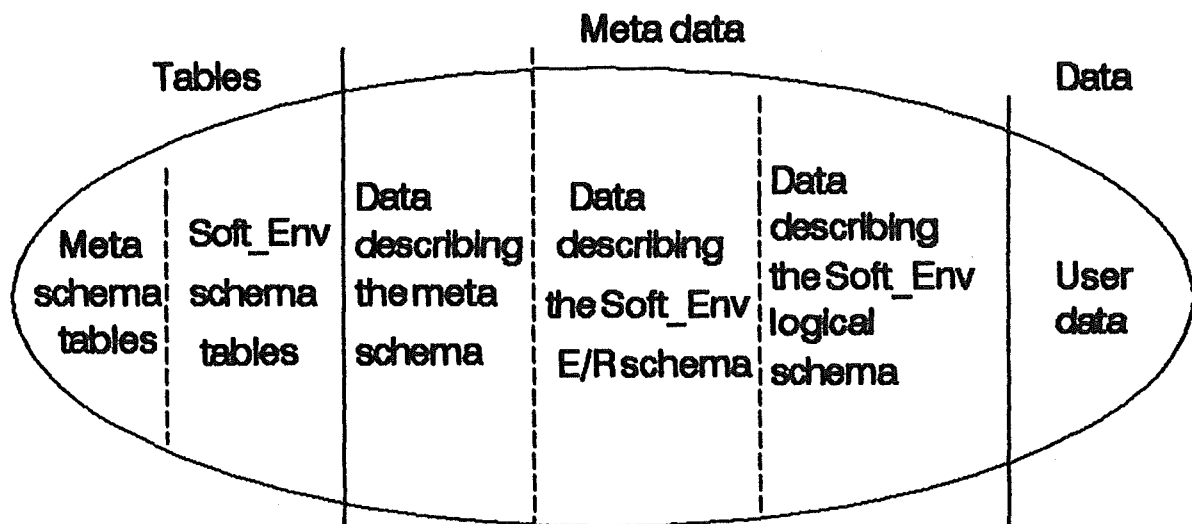 Meta data
Tables
Data
Meta
schema
tables
Soft_Env
schema
tables
Data
describing
the meta
schema
Data
describing
the Soft_Env
E/R schema
Data
describing
the Soft_Env
logical
schema
User
data